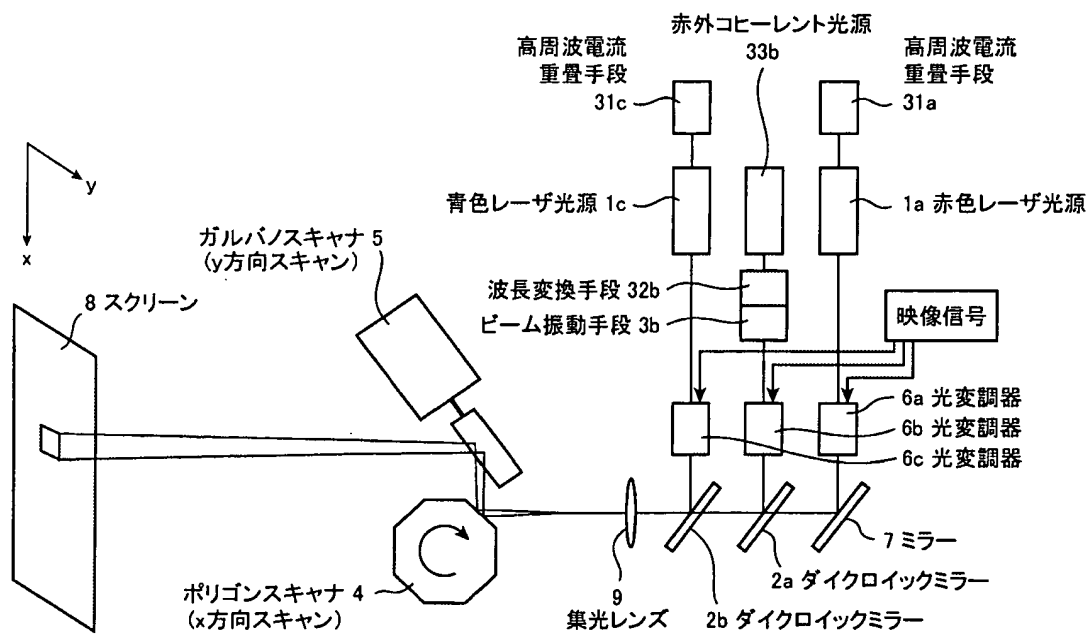 赤外コヒーレント光源
33b
高周波電流
重畳手段
31c
高周波電流
重畳手段
31a
y
x
青色レーザ光源 1c
1a 赤色レーザ光源
ガルバノスキャナ 5
(y方向スキャン)
8 スクリーン
波長変換手段 32b
ビーム振動手段 3b
映像信号
6a 光変調器
6b 光変調器
6c 光変調器
7 ミラー
2a ダイクロイックミラー
ポリゴンスキャナ 4
(x方向スキャン)
9
集光レンズ
2b ダイクロイックミラー